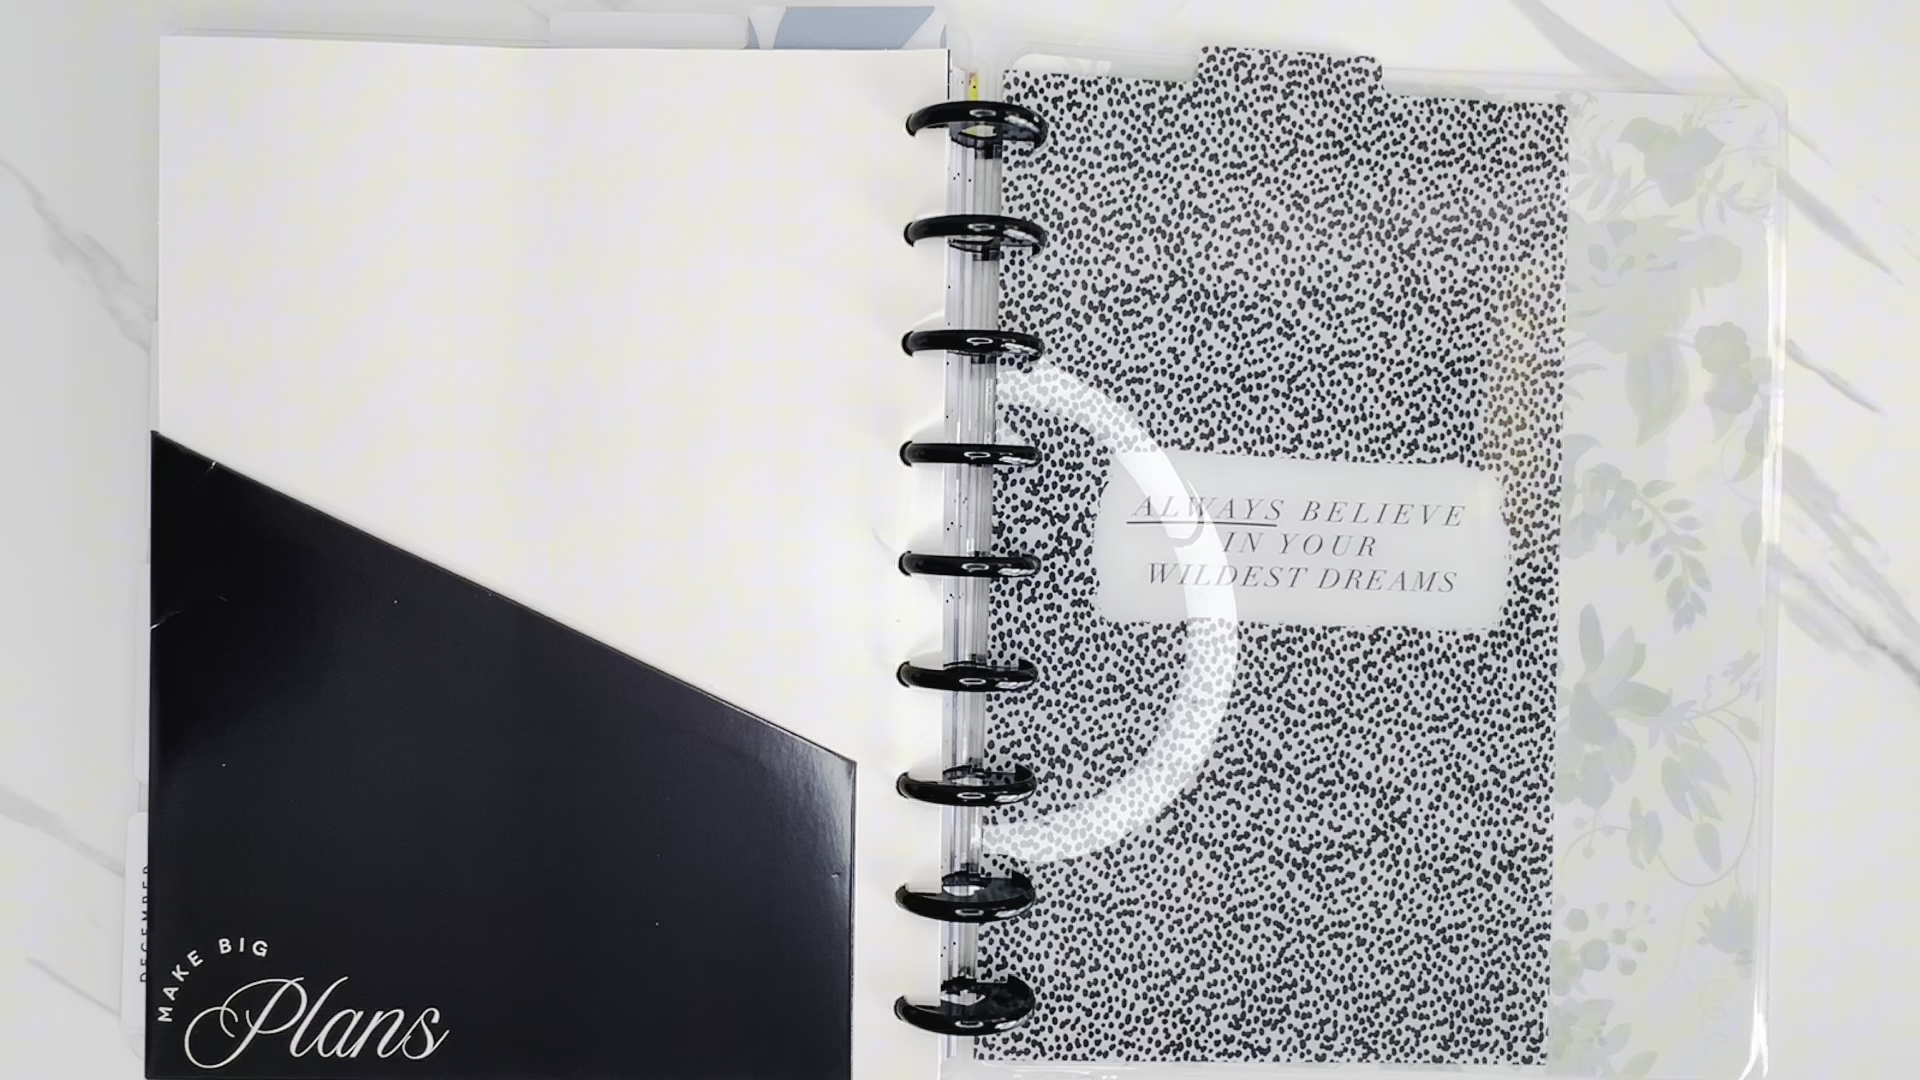 DECEMBER
MAKE BIG
Plans
ALWAYS BELIEVE
IN YOUR
WILDEST DREAMS